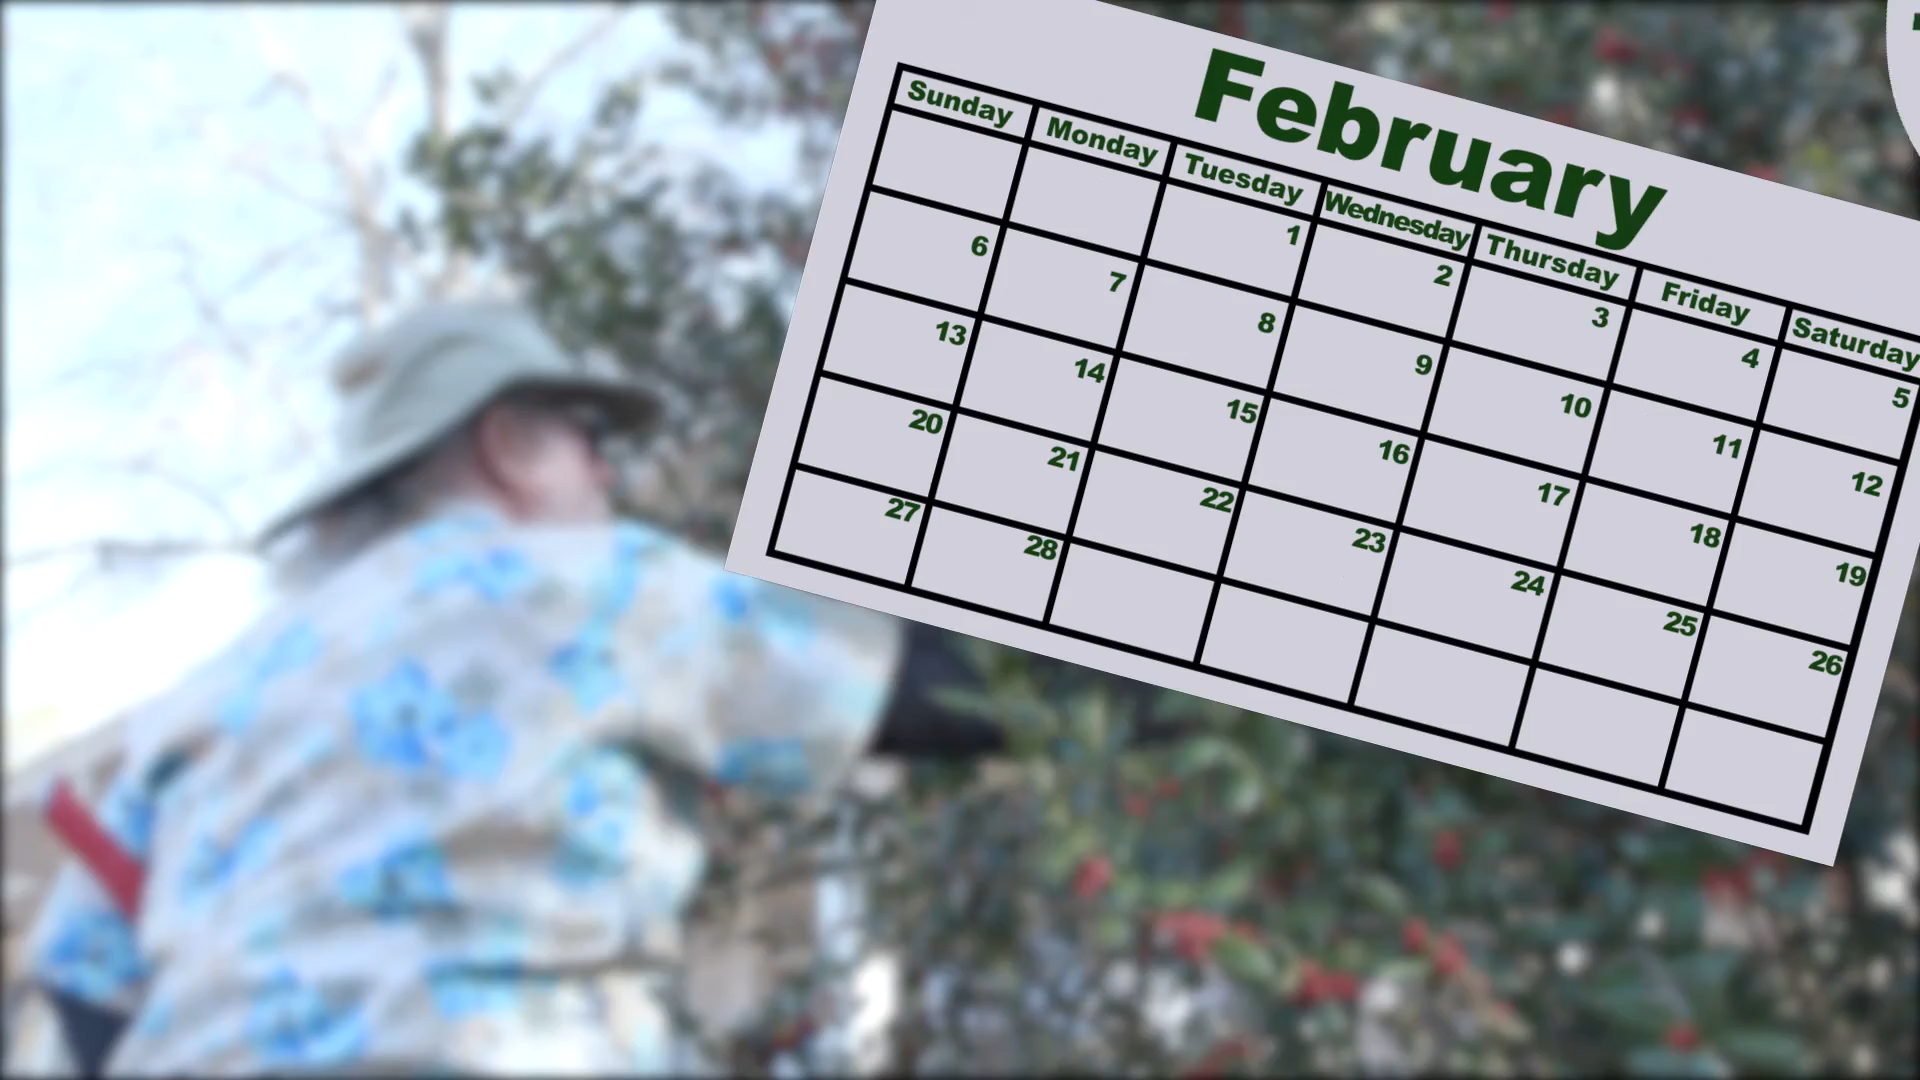 February
Sunday Monday Tuesday Wednesday Thursday Friday Saturday
1 2 3 4 5
6 7 8 9 10 11 12
13 14 15 16 17 18 19
20 21 22 23 24 25 26
27 28